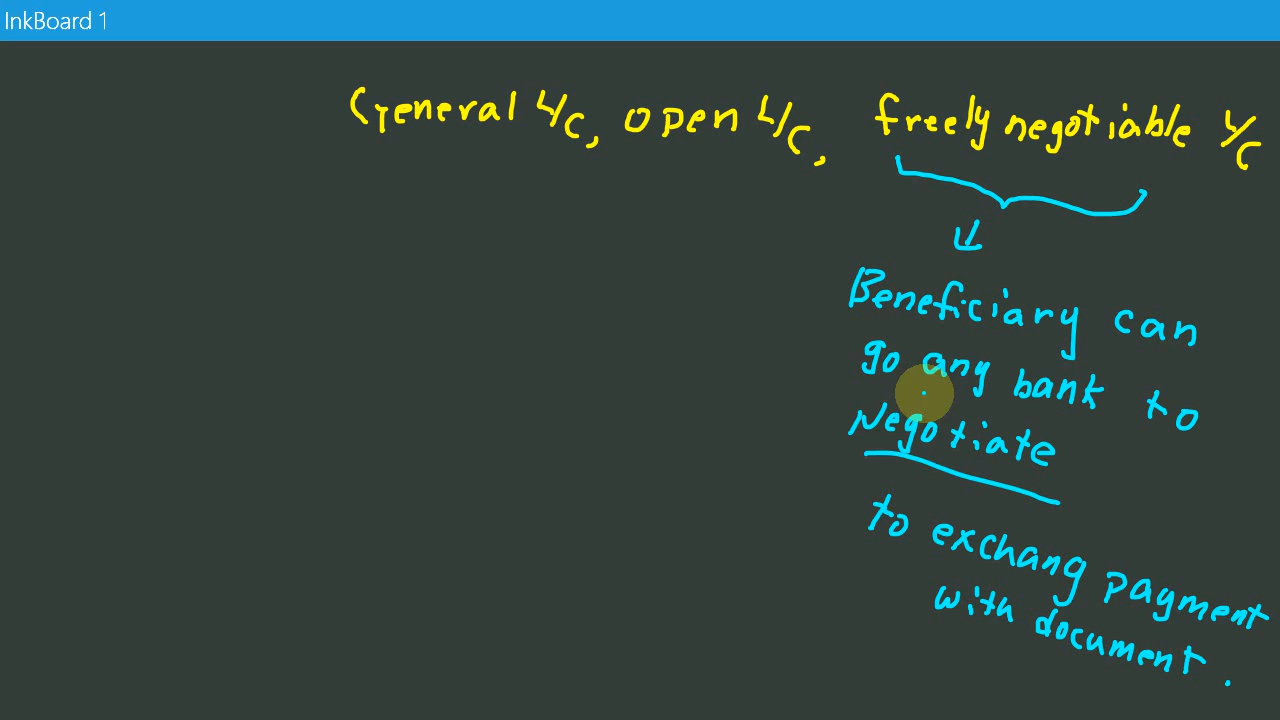 InkBoard 1
General L/C, open L/C, freely negotiable L/C
Beneficiary can
go any bank to
Negotiate
to exchang payment
with document.